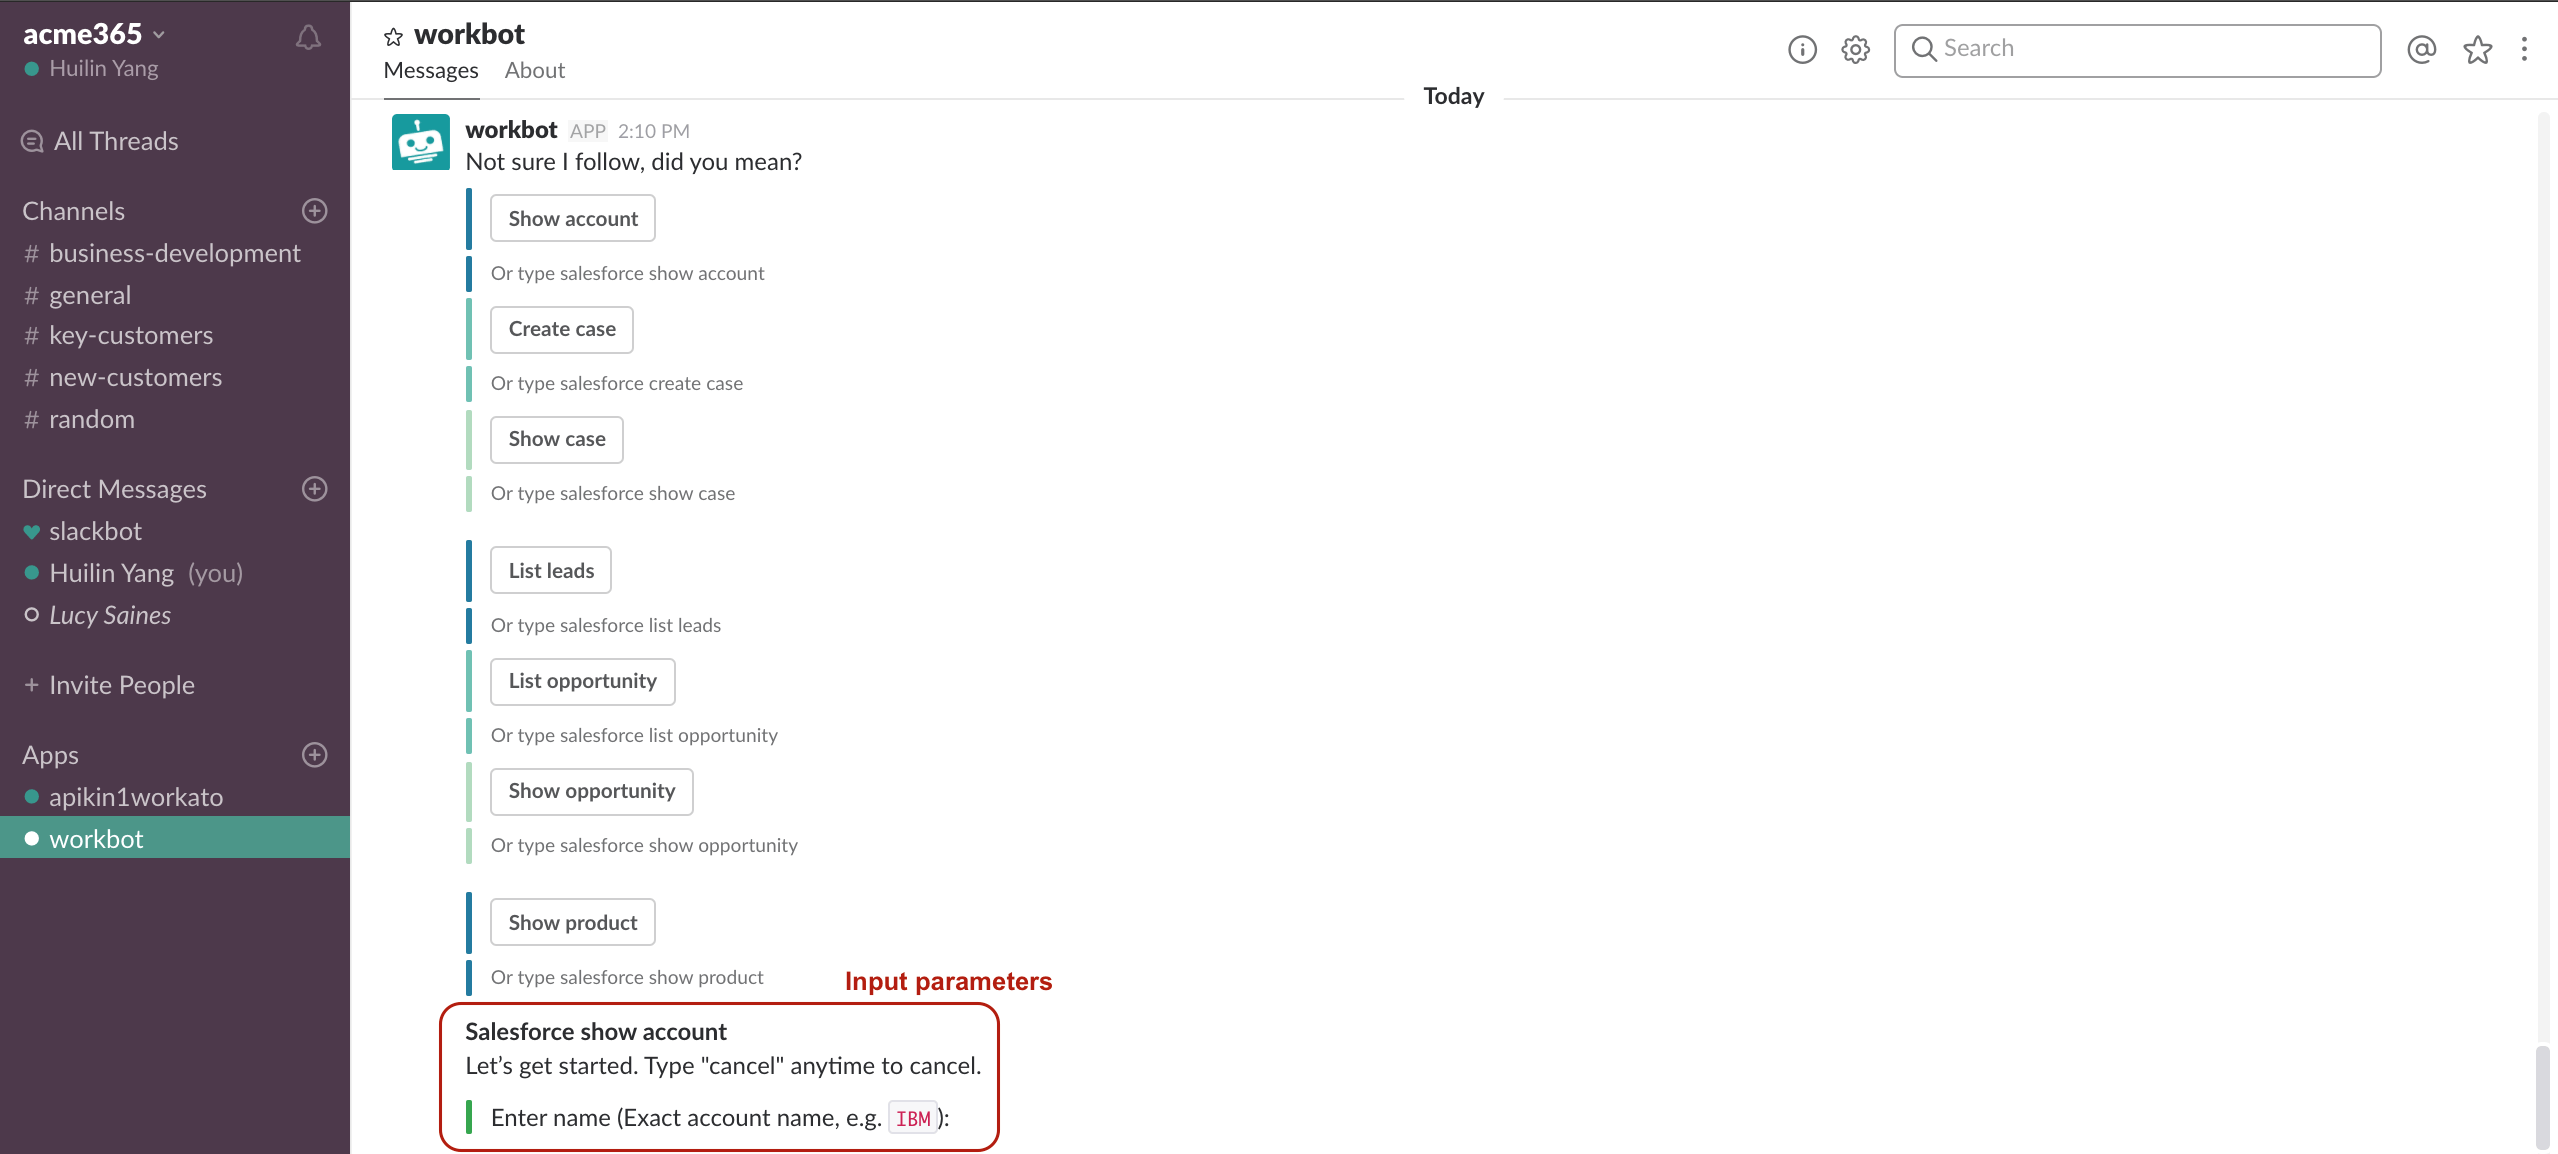 acme365
Huilin Yang
All Threads
Channels
# business-development
# general
# key-customers
# new-customers
# random
Direct Messages
slackbot
Huilin Yang (you)
Lucy Saines
+ Invite People
Apps
apikin1workato
workbot
workbot
Messages About
Search
Today
workbot APP 2:10 PM
Not sure I follow, did you mean?
Show account
Or type salesforce show account
Create case
Or type salesforce create case
Show case
Or type salesforce show case
List leads
Or type salesforce list leads
List opportunity
Or type salesforce list opportunity
Show opportunity
Or type salesforce show opportunity
Show product
Or type salesforce show product
Input parameters
Salesforce show account
Let’s get started. Type "cancel" anytime to cancel.
Enter name (Exact account name, e.g. IBM):